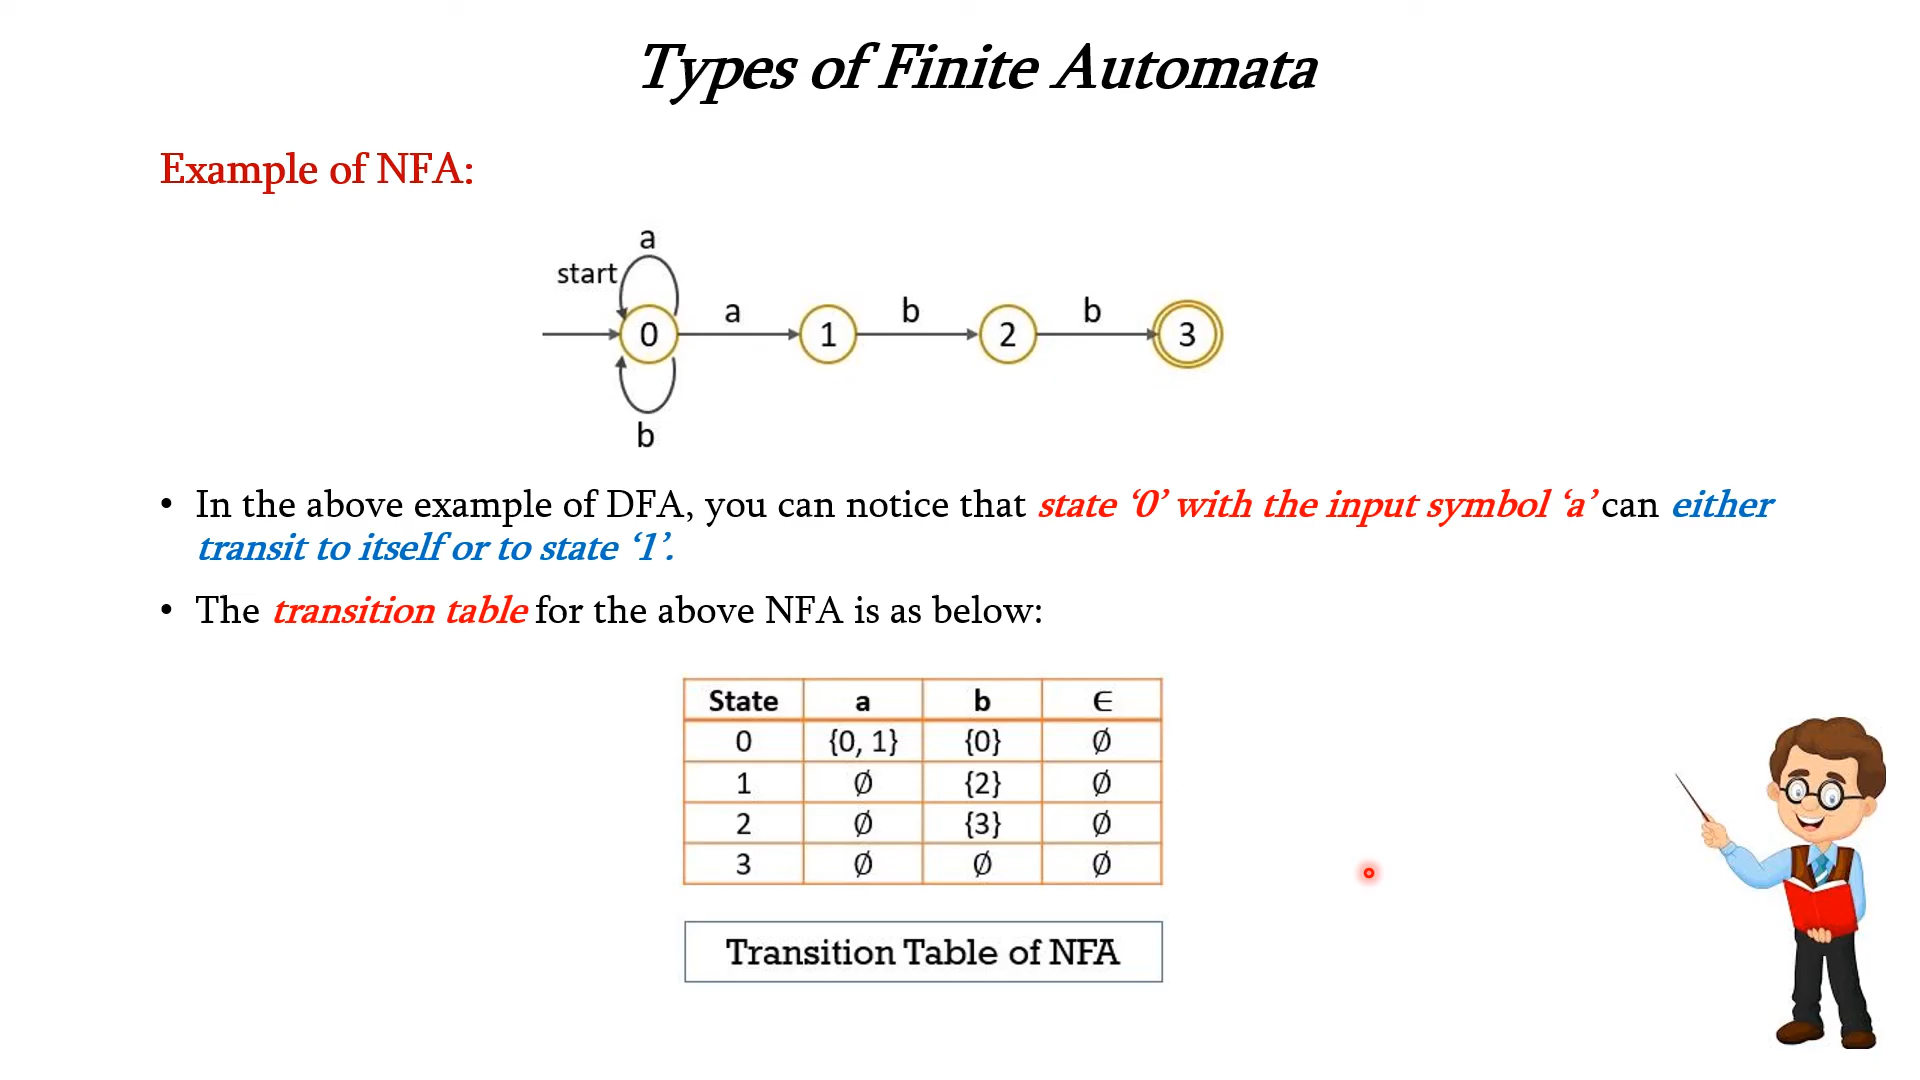 Types of Finite Automata
Example of NFA:
a
start
0 a 1 b 2 b 3
b
• In the above example of DFA, you can notice that state ‘0’ with the input symbol ‘a’ can either
transit to itself or to state ‘1’.
• The transition table for the above NFA is as below:
State a b ∈
0 {0, 1} {0} ∅
1 ∅ {2} ∅
2 ∅ {3} ∅
3 ∅ ∅ ∅
Transition Table of NFA